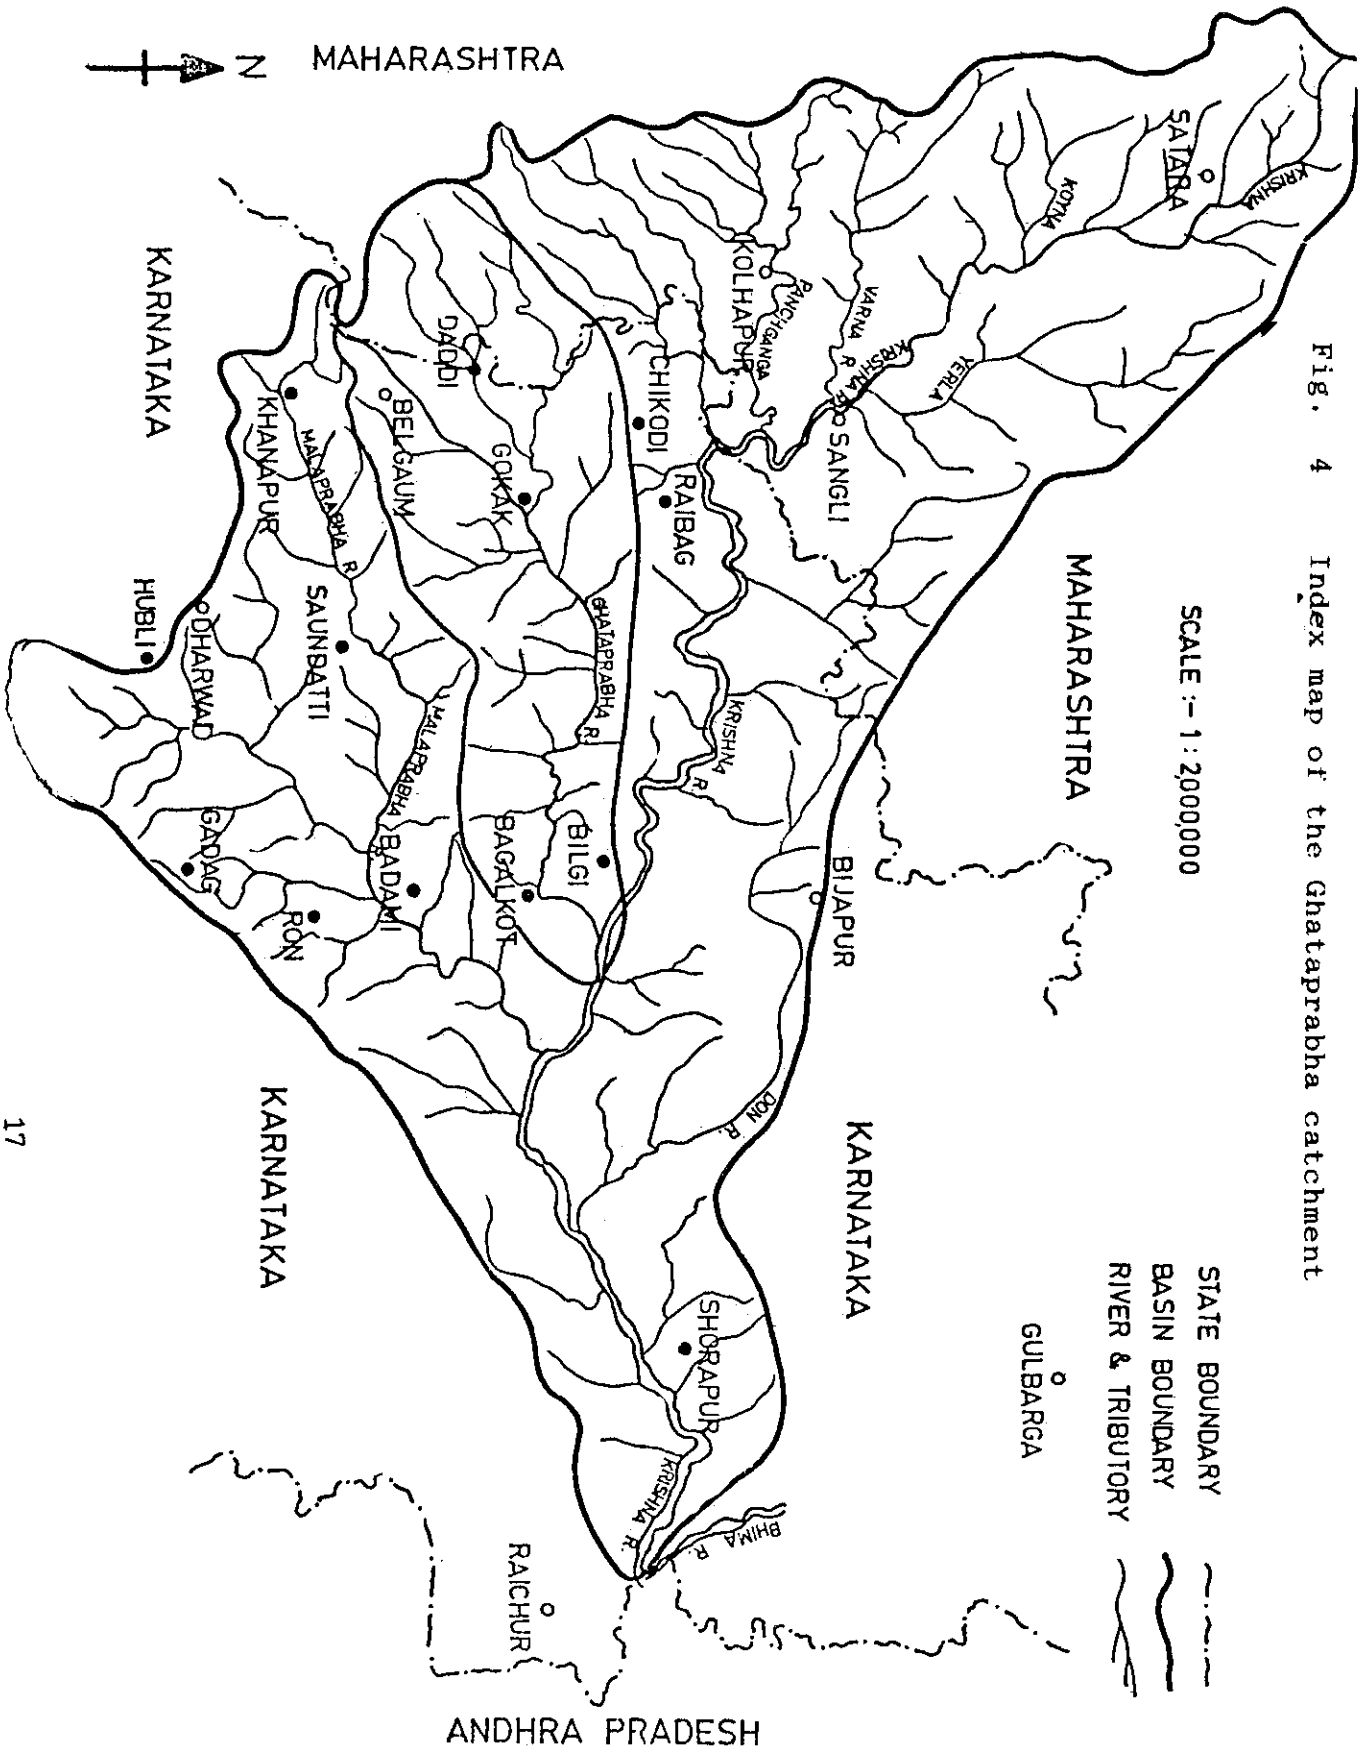 Fig. 4 Index map of the Ghataprabha catchment
SCALE :- 1 : 2,000,000
STATE BOUNDARY
BASIN BOUNDARY
RIVER & TRIBUTORY
N
MAHARASHTRA
MAHARASHTRA
KARNATAKA
KARNATAKA
KARNATAKA
ANDHRA PRADESH
SATARA
KRISHNA
KOYNA
YERLA
VARNA R.
KRISHNA R.
SANGLI
KOLHAPUR
PANCHGANGA
CHIKODI
RAIBAG
KRISHNA R.
BIJAPUR
DON R.
GULBARGA
SHORAPUR
BHIMA R.
KRISHNA R.
RAICHUR
DADDI
BELGAUM
GOKAK
GHATAPRABHA R.
BILGI
BAGALKOT
KHANAPUR
MALAPRABHA R.
SAUNDATTI
MALAPRABHA
BADAMI
HUBLI
DHARWAD
GADAG
RON
17